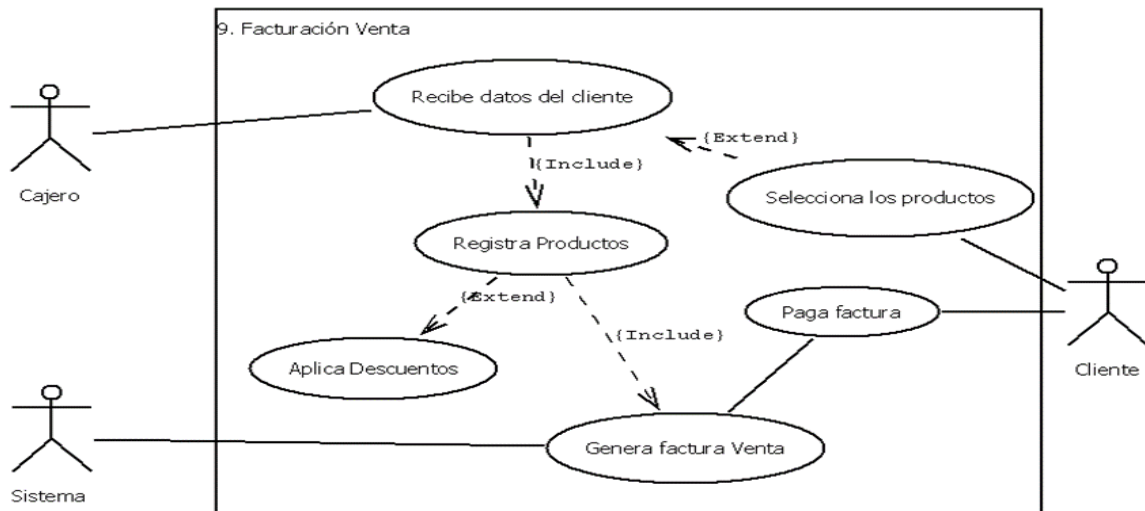 9. Facturación Venta
Recibe datos del cliente
{Extend}
{Include}
Cajero
Selecciona los productos
Registra Productos
{Extend}
Paga factura
{Include}
Aplica Descuentos
Cliente
Genera factura Venta
Sistema